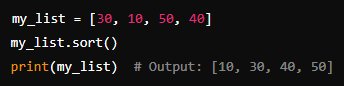 my_list = [30, 10, 50, 40]
my_list.sort()
print(my_list)  # Output: [10, 30, 40, 50]